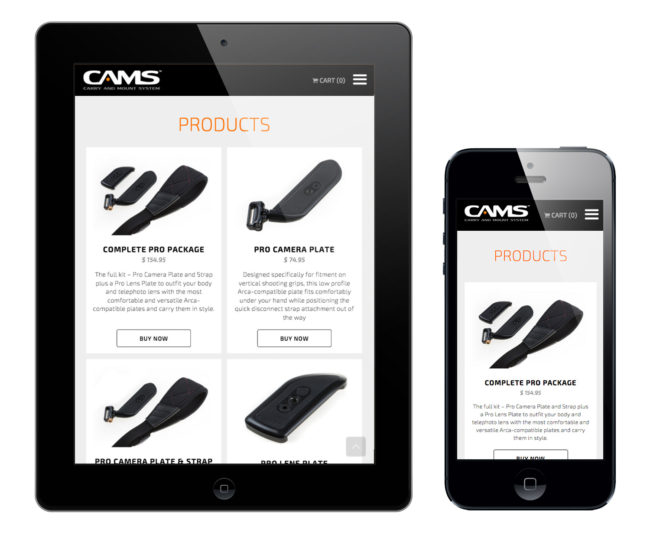 CAMS™
CARRY AND MOUNT SYSTEM
CART (0)
PRODUCTS
COMPLETE PRO PACKAGE
$ 154.95
The full kit – Pro Camera Plate and Strap
plus a Pro Lens Plate to outfit your body
and telephoto lens with the most
comfortable and versatile Arca-
compatible plates and carry them in style.
BUY NOW
PRO CAMERA PLATE
$ 74.95
Designed specifically for fitment on
vertical shooting grips, this low profile
Arca-compatible plate fits comfortably
under your hand while positioning the
quick disconnect strap attachment out of
the way
BUY NOW
PRO CAMERA PLATE & STRAP
PRO LENS PLATE
CAMS™
CARRY AND MOUNT SYSTEM
CART (0)
PRODUCTS
COMPLETE PRO PACKAGE
$ 154.95
The full kit – Pro Camera Plate and Strap plus
a Pro Lens Plate to outfit your body and
telephoto lens with the most comfortable and
versatile Arca-compatible plates and carry
them in style.
BUY NOW